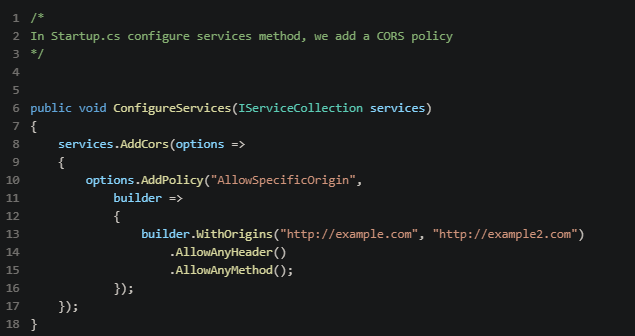 1 /*
2 In Startup.cs configure services method, we add a CORS policy
3 */
4
5
6 public void ConfigureServices(IServiceCollection services)
7 {
8     services.AddCors(options =>
9     {
10         options.AddPolicy("AllowSpecificOrigin",
11             builder =>
12             {
13                 builder.WithOrigins("http://example.com", "http://example2.com")
14                     .AllowAnyHeader()
15                     .AllowAnyMethod();
16             });
17     });
18 }